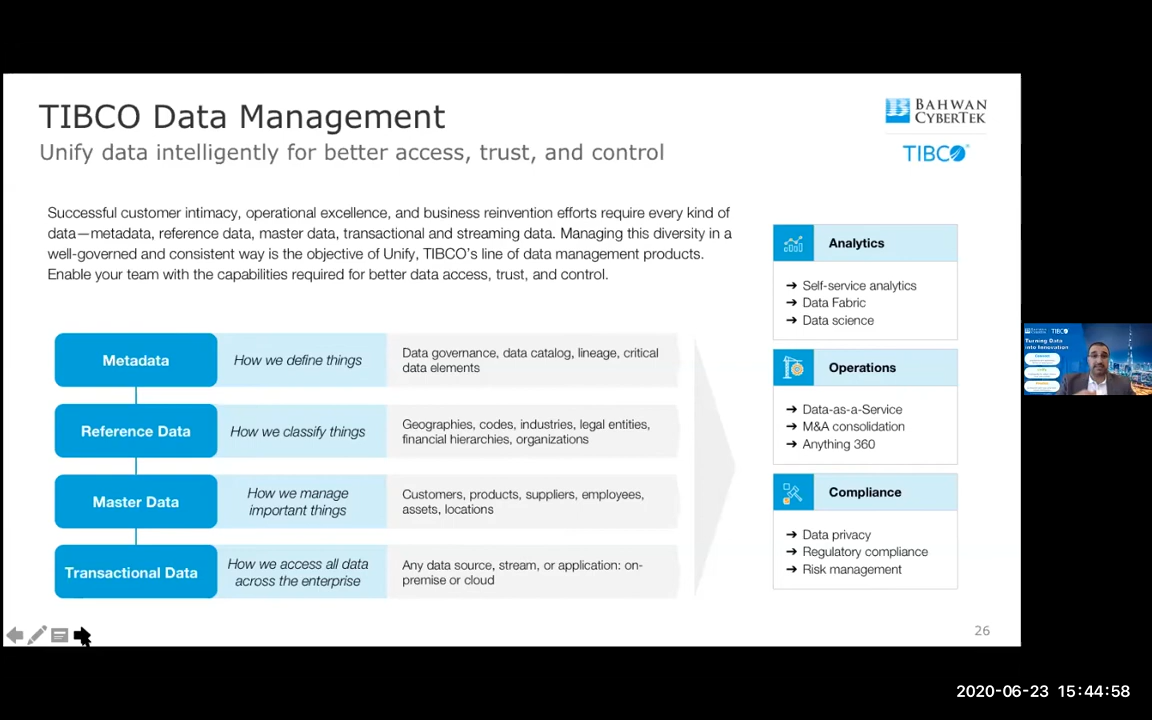 TIBCO Data Management
Unify data intelligently for better access, trust, and control
BAHWAN
CYBERTEK
TIBCO
Successful customer intimacy, operational excellence, and business reinvention efforts require every kind of
data—metadata, reference data, master data, transactional and streaming data. Managing this diversity in a
well-governed and consistent way is the objective of Unify, TIBCO’s line of data management products.
Enable your team with the capabilities required for better data access, trust, and control.
Metadata
How we define things
Data governance, data catalog, lineage, critical
data elements
Reference Data
How we classify things
Geographies, codes, industries, legal entities,
financial hierarchies, organizations
Master Data
How we manage
important things
Customers, products, suppliers, employees,
assets, locations
Transactional Data
How we access all data
across the enterprise
Any data source, stream, or application: on-
premise or cloud
Analytics
➔ Self-service analytics
➔ Data Fabric
➔ Data science
Operations
➔ Data-as-a-Service
➔ M&A consolidation
➔ Anything 360
Compliance
➔ Data privacy
➔ Regulatory compliance
➔ Risk management
26
TIBCO
Turning Data
into Innovation
2020-06-23 15:44:58